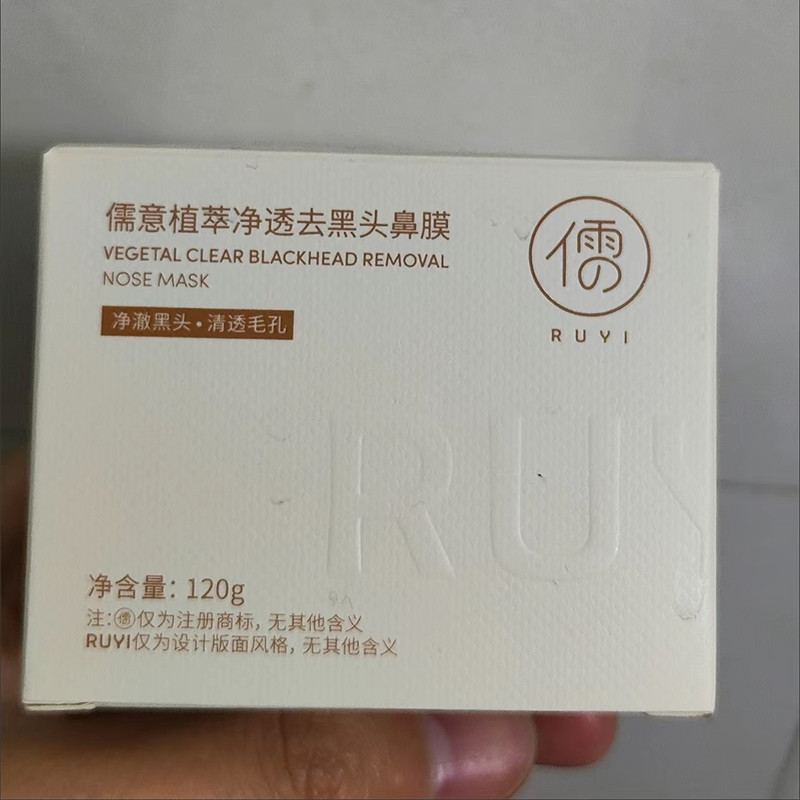 儒意植萃净透去黑头鼻膜
VEGETAL CLEAR BLACKHEAD REMOVAL
NOSE MASK
净澈黑头·清透毛孔
儒
RUYI
RUY
净含量：120g
注：儒仅为注册商标，无其他含义
RUYI仅为设计版面风格，无其他含义